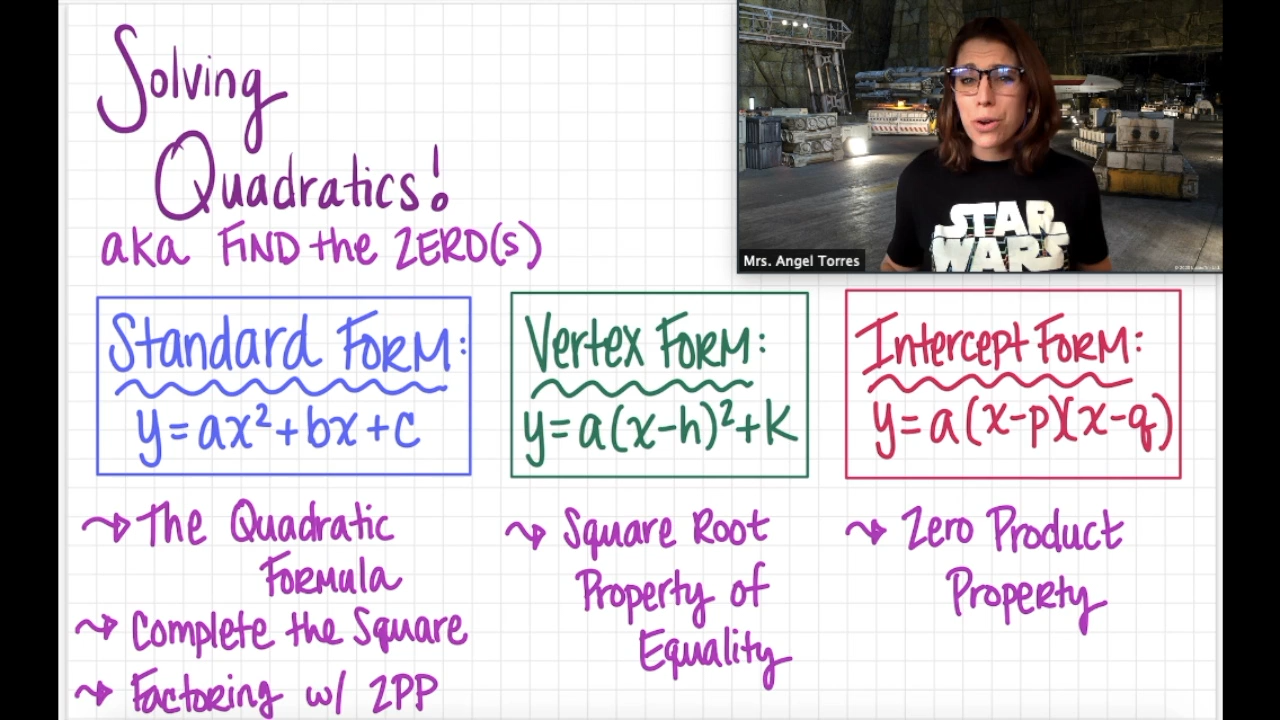 Solving
Quadratics!
aka FIND the ZERO(s)
STAR
WARS
Mrs. Angel Torres
Standard FORM:
y=ax²+bx+c
Vertex FORM:
y=a(x-h)²+k
Intercept FORM:
y=a(x-p)(x-q)
The Quadratic
FORMULA
Complete the Square
Factoring w/ ZPP
Square Root
Property of
Equality
Zero Product
Property